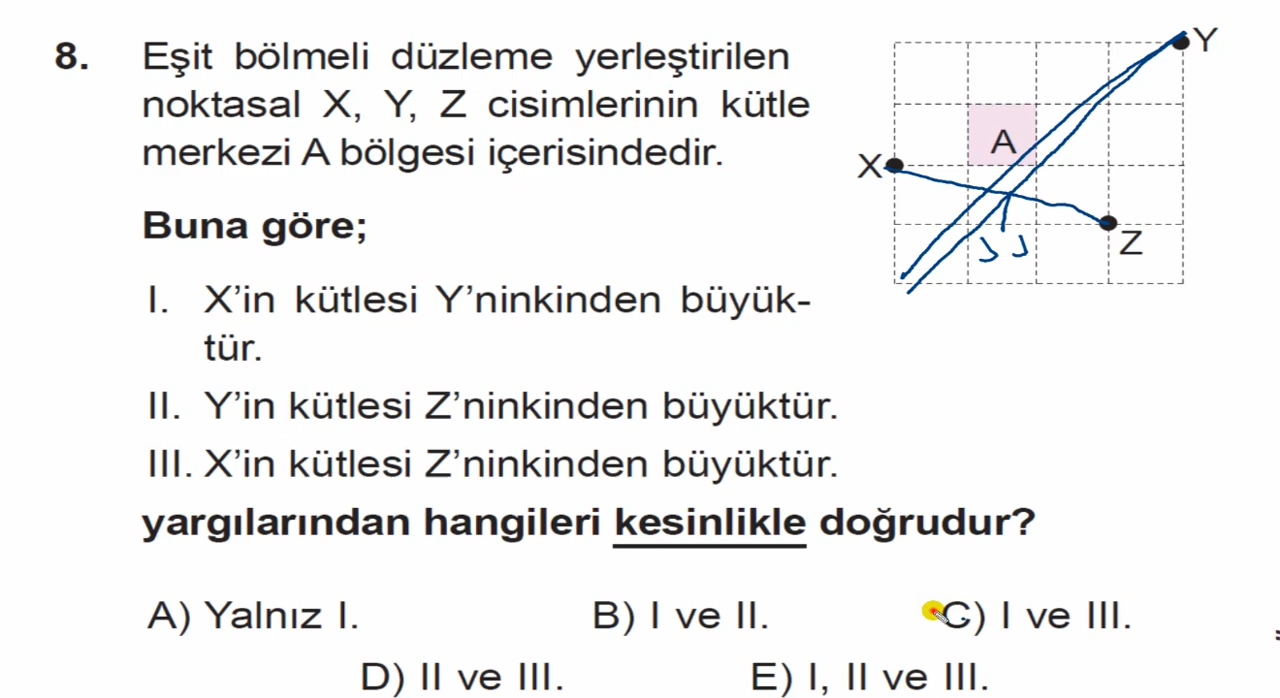 8. Eşit bölmeli düzleme yerleştirilen
noktasal X, Y, Z cisimlerinin kütle
merkezi A bölgesi içerisindedir.
Buna göre;
I. X’in kütlesi Y’ninkinden büyük-
tür.
II. Y’in kütlesi Z’ninkinden büyüktür.
III. X’in kütlesi Z’ninkinden büyüktür.
yargılarından hangileri kesinlikle doğrudur?
A) Yalnız I. B) I ve II. C) I ve III.
D) II ve III. E) I, II ve III.
Y
A
X
Z